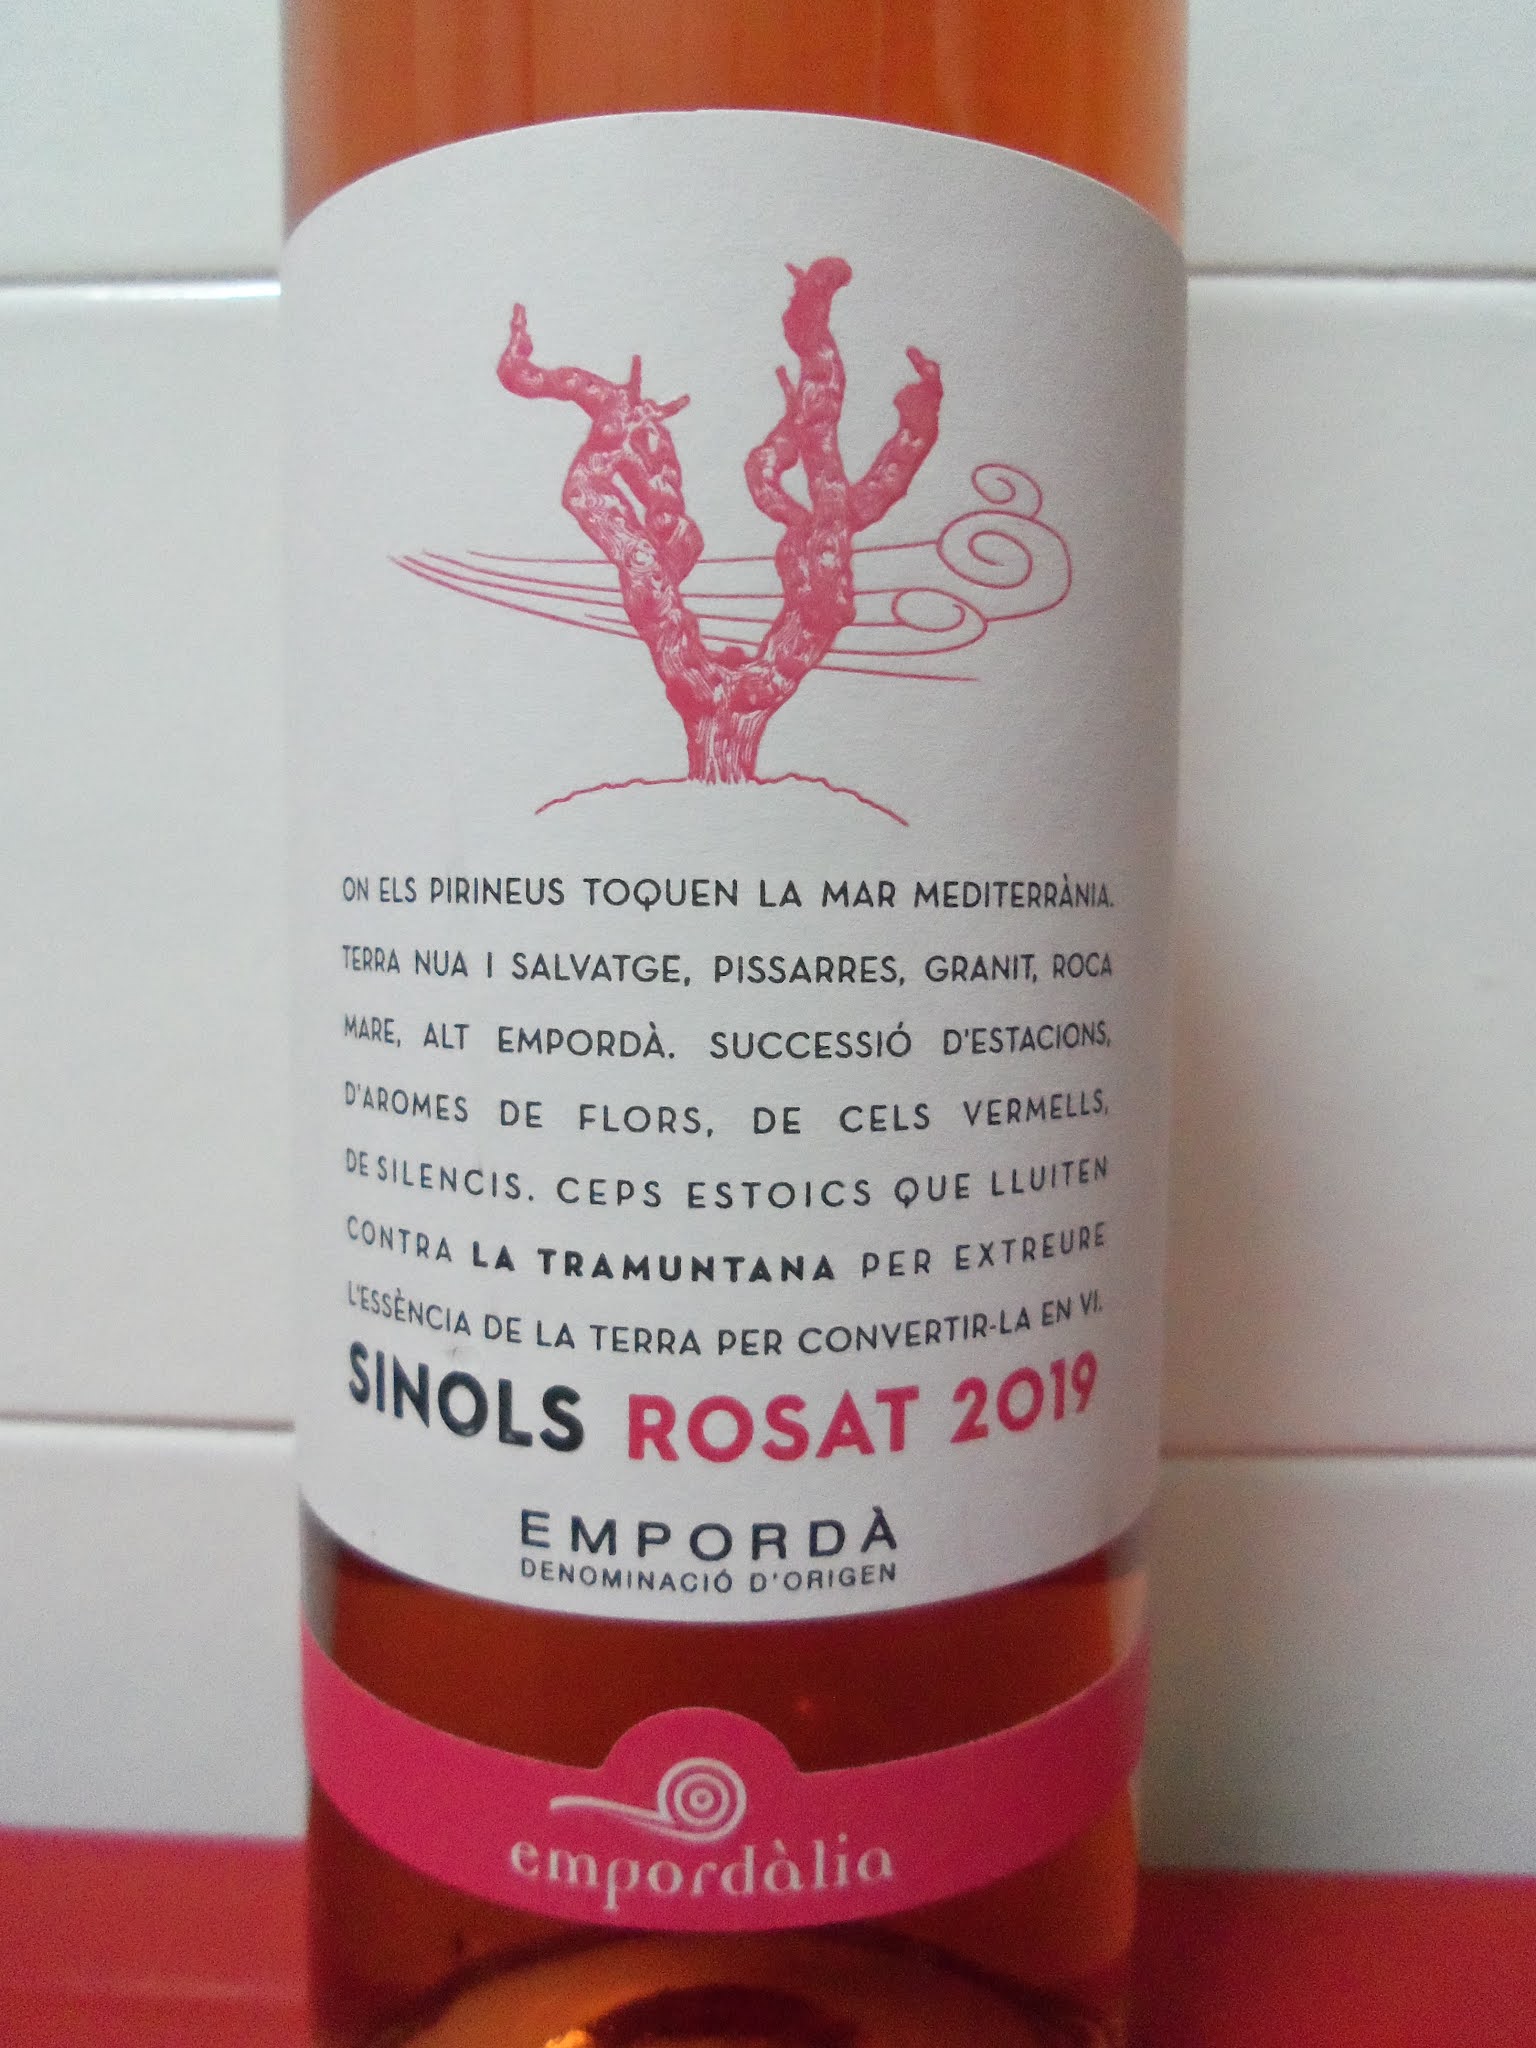 ON ELS PIRINEUS TOQUEN LA MAR MEDITERRÀNIA.
TERRA NUA I SALVATGE, PISSARRES, GRANIT, ROCA
MARE, ALT EMPORDÀ. SUCCESSIÓ D'ESTACIONS,
D'AROMES DE FLORS, DE CELS VERMELLS,
DE SILENCIS. CEPS ESTOICS QUE LLUITEN
CONTRA LA TRAMUNTANA PER EXTREURE
L'ESSÈNCIA DE LA TERRA PER CONVERTIR-LA EN VI.
SINOLS ROSAT 2019
EMPORDÀ
DENOMINACIÓ D'ORIGEN
empordàlia